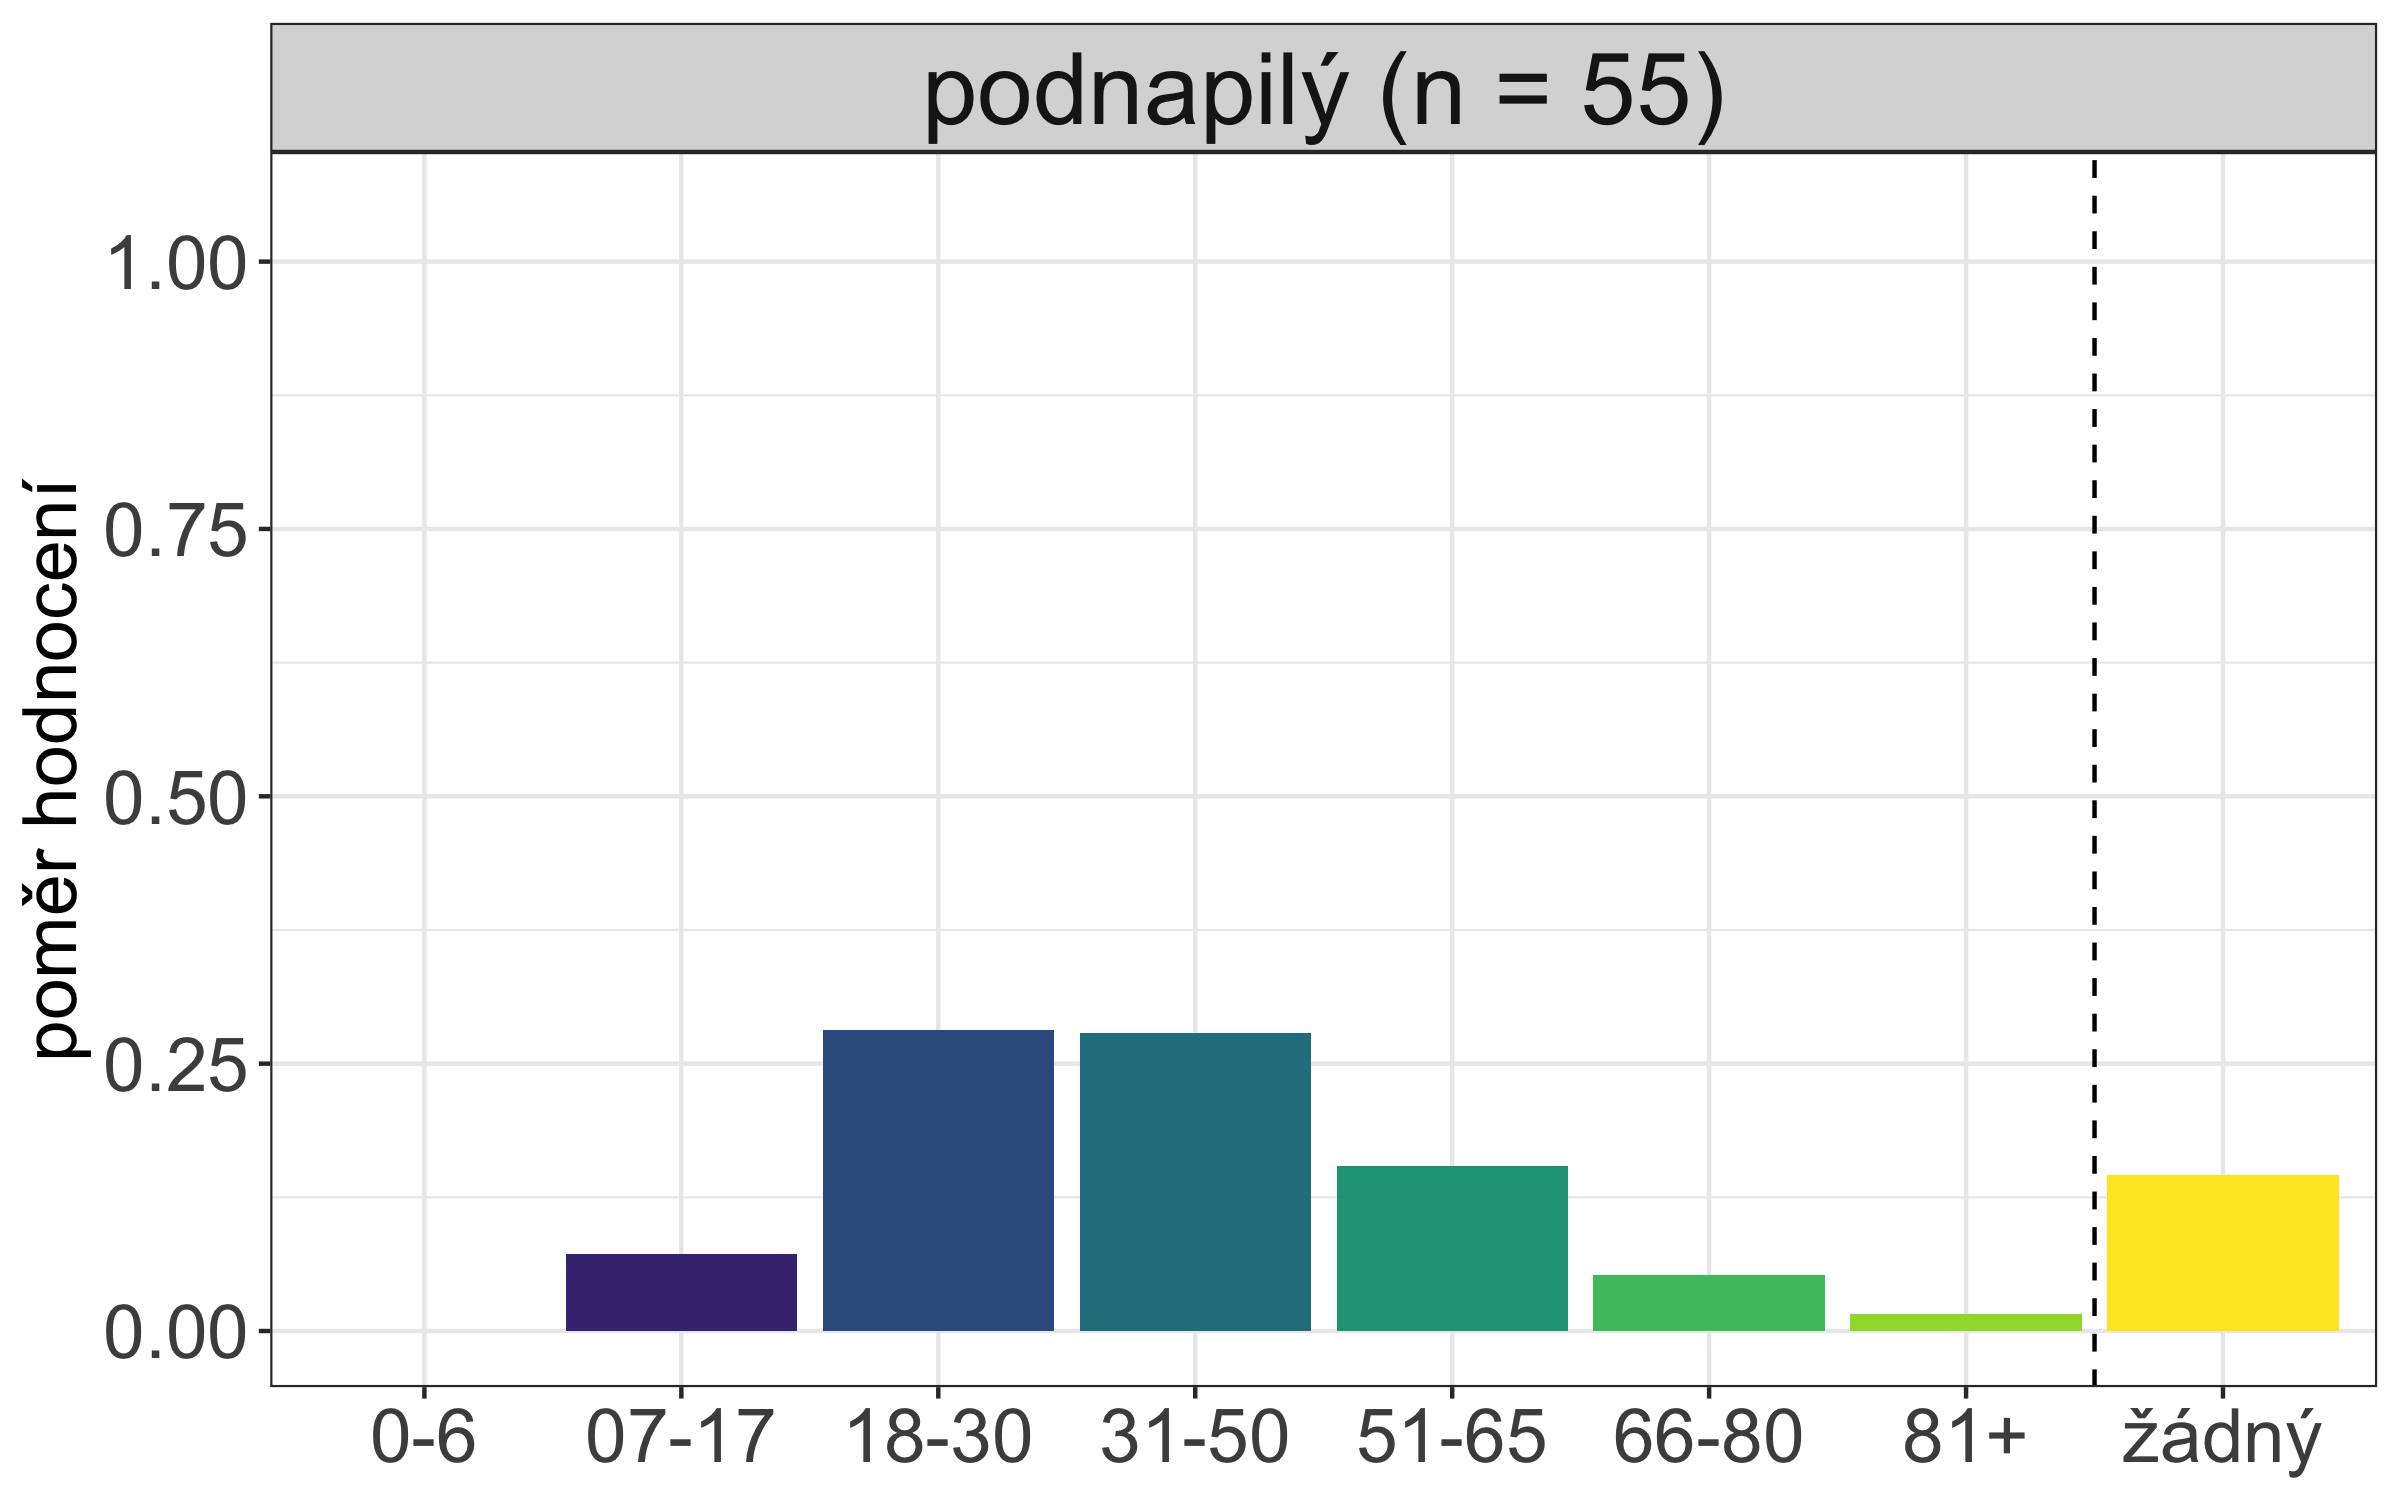 podnapilý (n = 55)
poměr hodnocení
1.00
0.75
0.50
0.25
0.00
0-6 07-17 18-30 31-50 51-65 66-80 81+ žádný